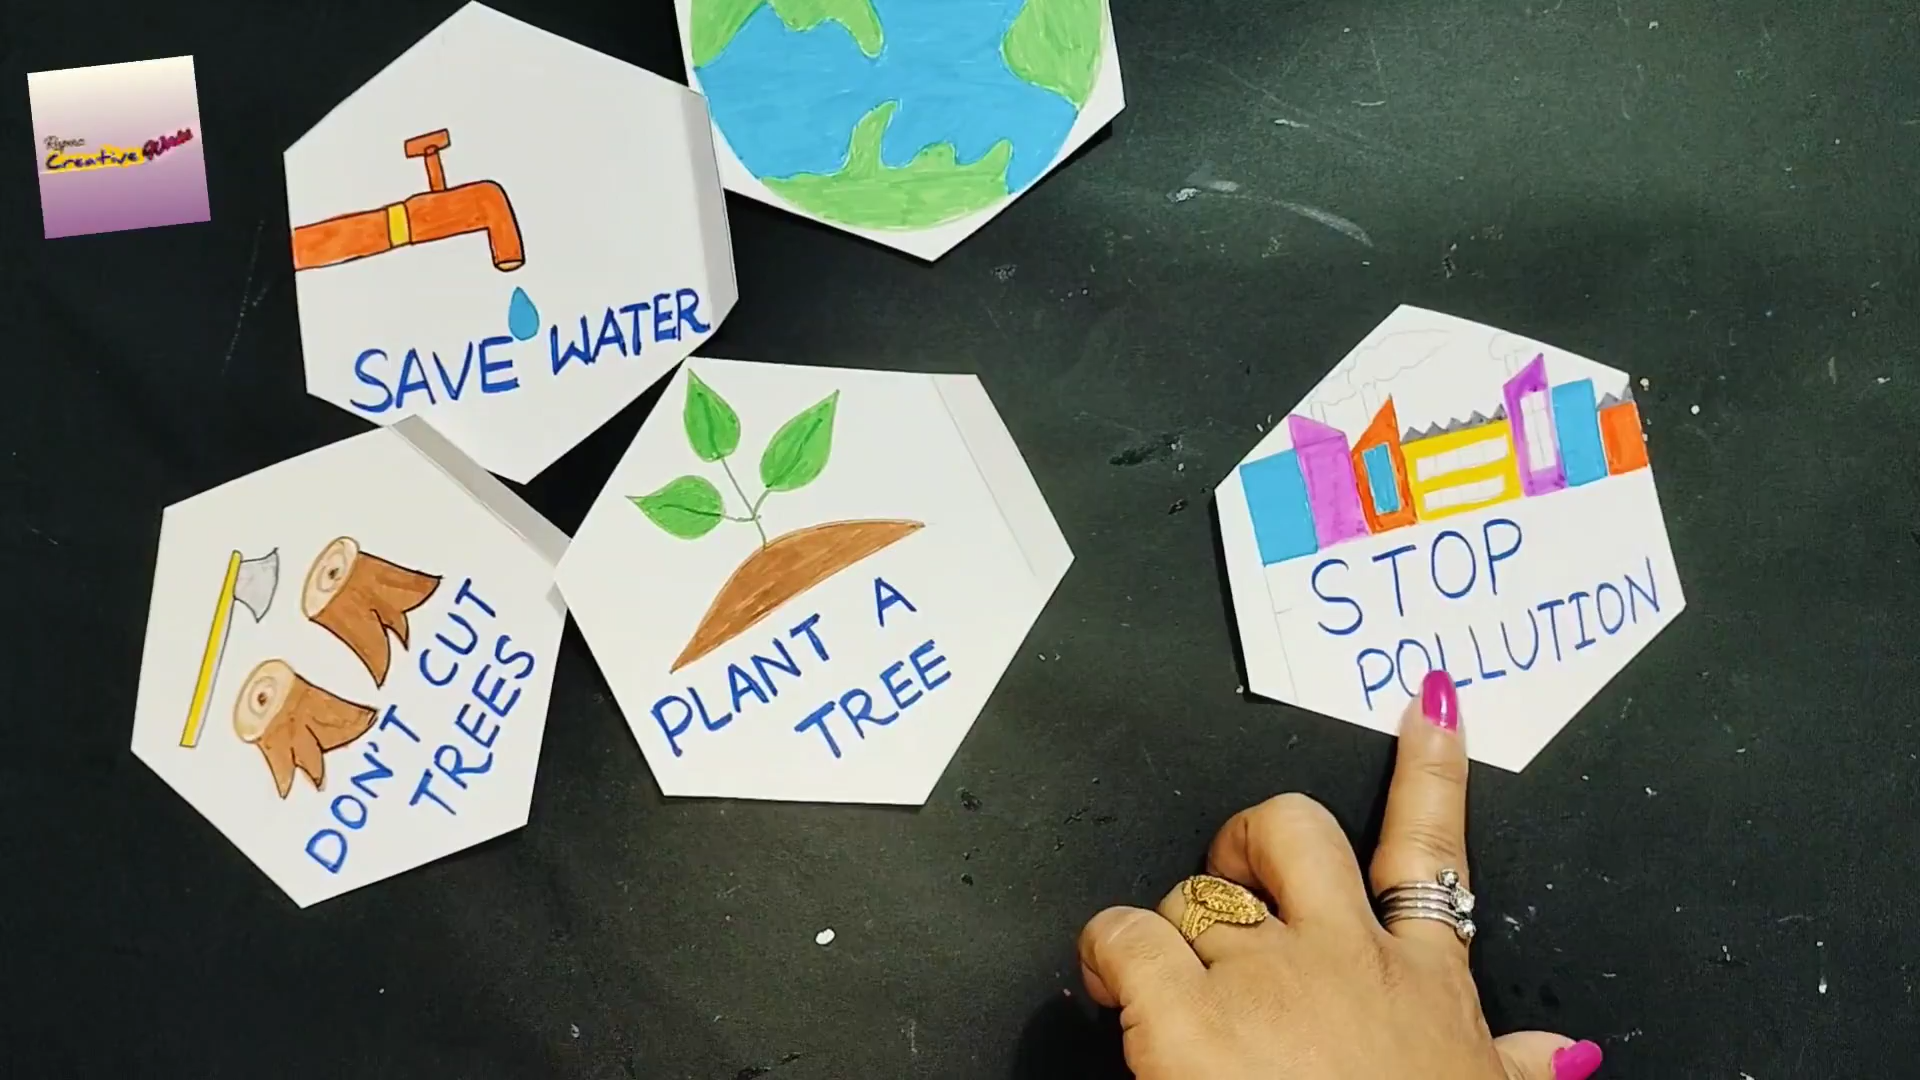 Creative
SAVE WATER
DON'T CUT
TREES
PLANT A
TREE
STOP
POLLUTION